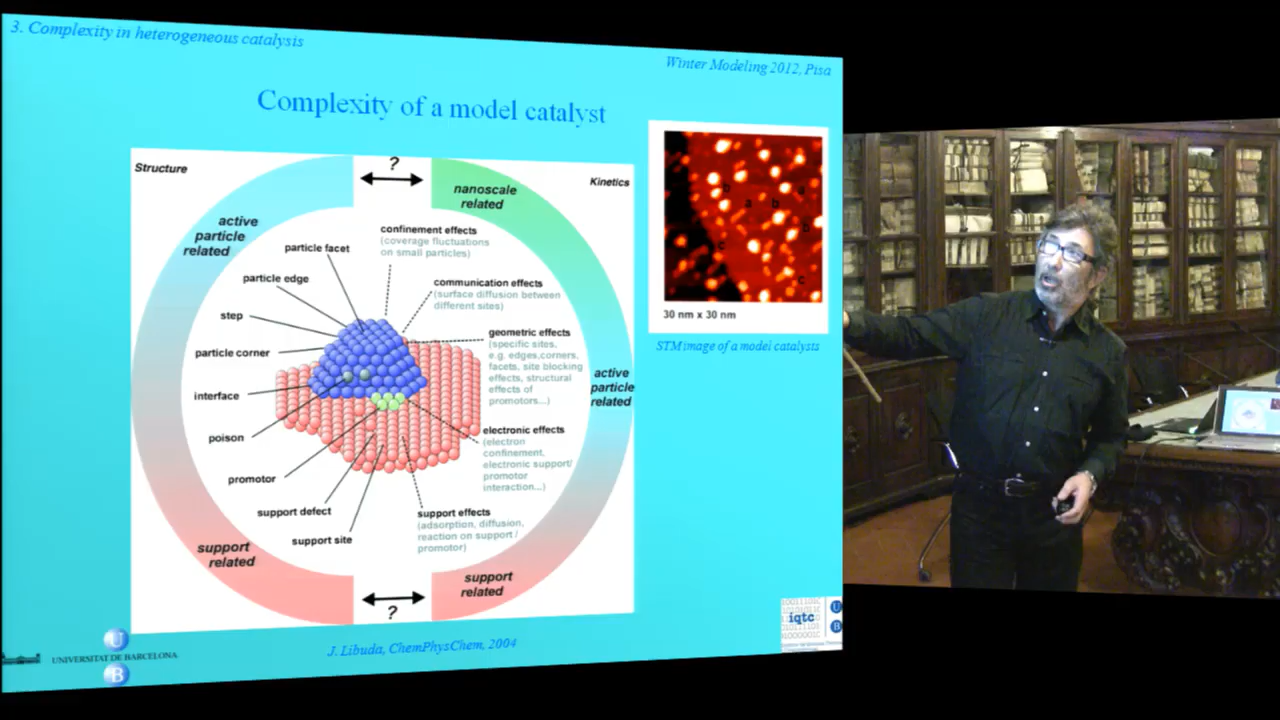 3. Complexity in heterogeneous catalysis
Winter Modeling 2012, Pisa
Complexity of a model catalyst
Structure
?
Kinetics
active
particle
related
nanoscale
related
particle facet
particle edge
step
particle corner
interface
poison
promotor
support defect
support site
confinement effects
(coverage fluctuations
on small particles)
communication effects
(surface diffusion between
different sites)
geometric effects
(specific sites,
e.g. edges,corners,
facets, site blocking
effects, structural
effects of
promotors...)
active
particle
related
electronic effects
(electron
confinement,
electronic support/
promotor
interaction...)
support effects
(adsorption, diffusion,
reaction on support /
promotor)
support
related
support
related
?
b
a
a
b
b
c
c
30 nm x 30 nm
STM image of a model catalysts
J. Libuda, ChemPhysChem, 2004
U
UNIVERSITAT DE BARCELONA
B
iqtc
U
B